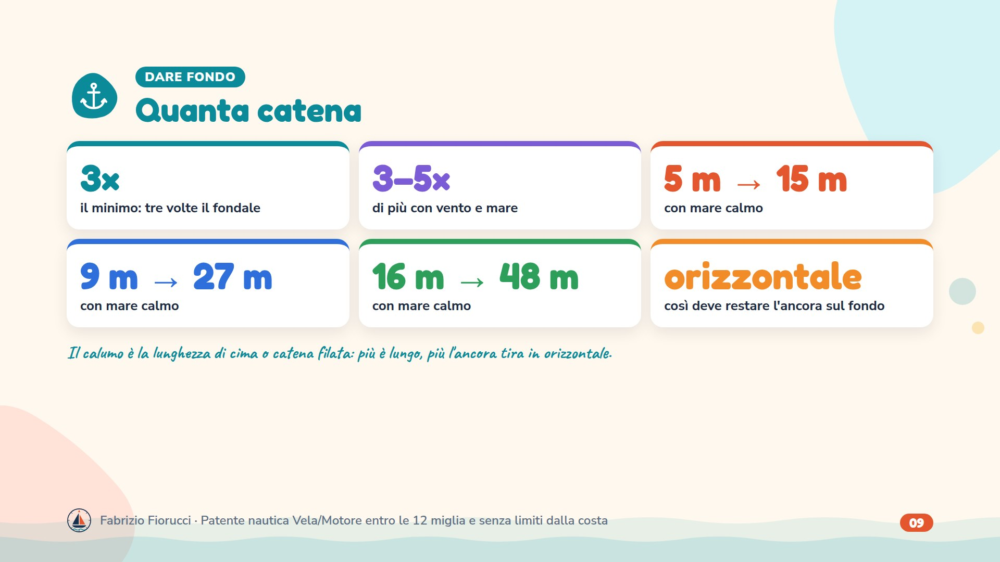 DARE FONDO
Quanta catena
3x
il minimo: tre volte il fondale
3–5x
di più con vento e mare
5 m → 15 m
con mare calmo
9 m → 27 m
con mare calmo
16 m → 48 m
con mare calmo
orizzontale
così deve restare l'ancora sul fondo
Il calumo è la lunghezza di cima o catena filata: più è lungo, più l'ancora tira in orizzontale.
Fabrizio Fiorucci · Patente nautica Vela/Motore entro le 12 miglia e senza limiti dalla costa
09